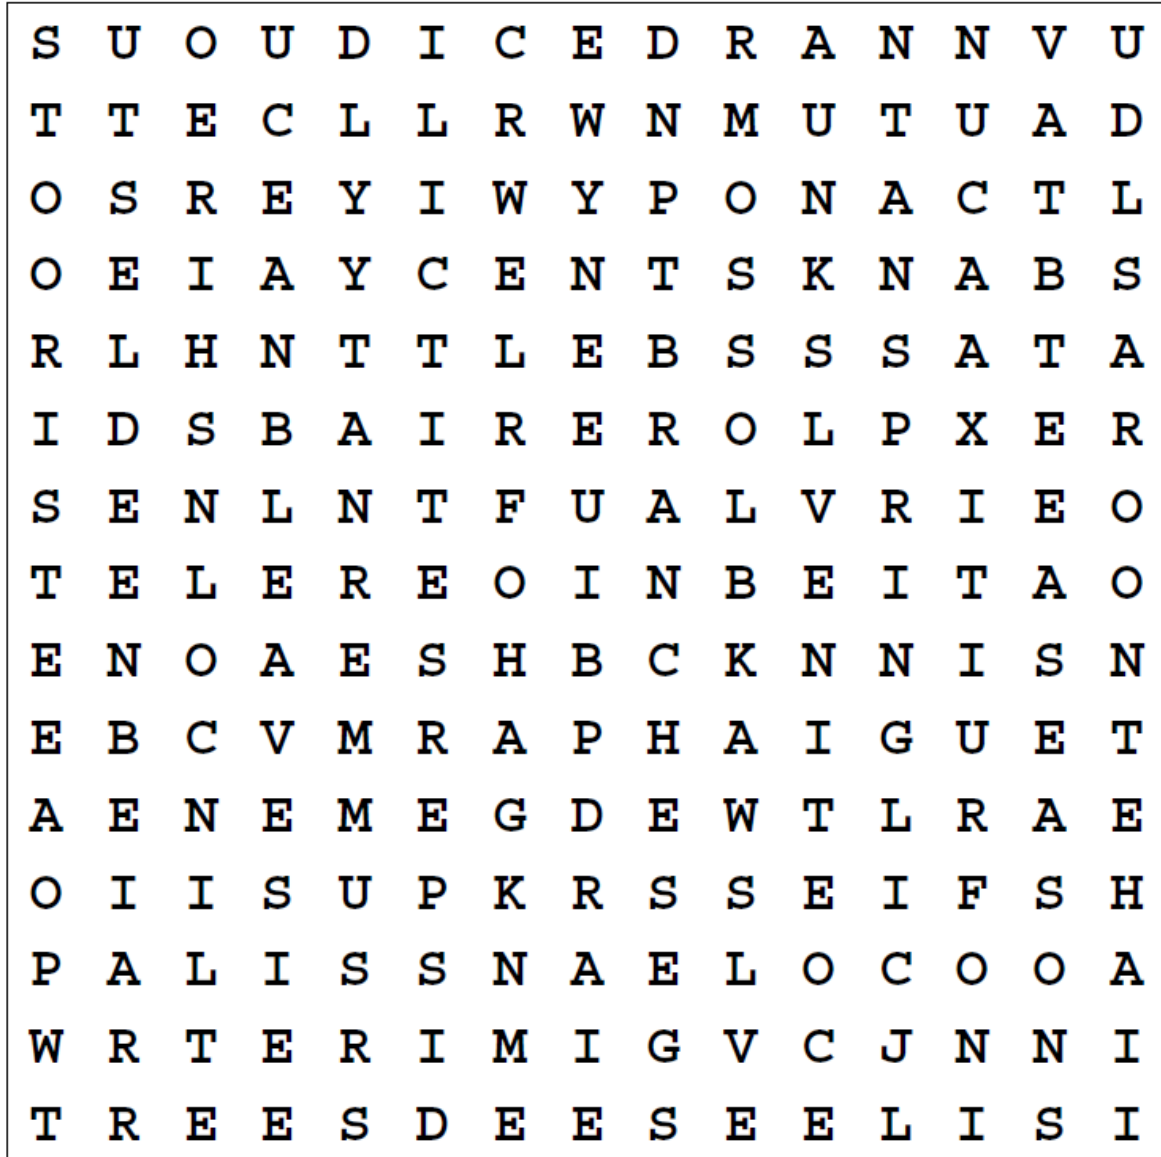 S U O U D I C E D R A N N V U
T T E C L L R W N M U T U A D
O S R E Y I W Y P O N A C T L
O E I A Y C E N T S K N A B S
R L H N T T L E B S S S A T A
I D S B A I R E R O L P X E R
S E N L N T F U A L V R I E O
T E L E R E O I N B E I T A O
E N O A E S H B C K N N I S N
E B C V M R A P H A I G U E T
A E N E M E G D E W T L R A E
O I I S U P K R S S E I F S H
P A L I S S N A E L O C O O A
W R T E R I M I G V C J N N I
T R E E S D E E S E E L I S I